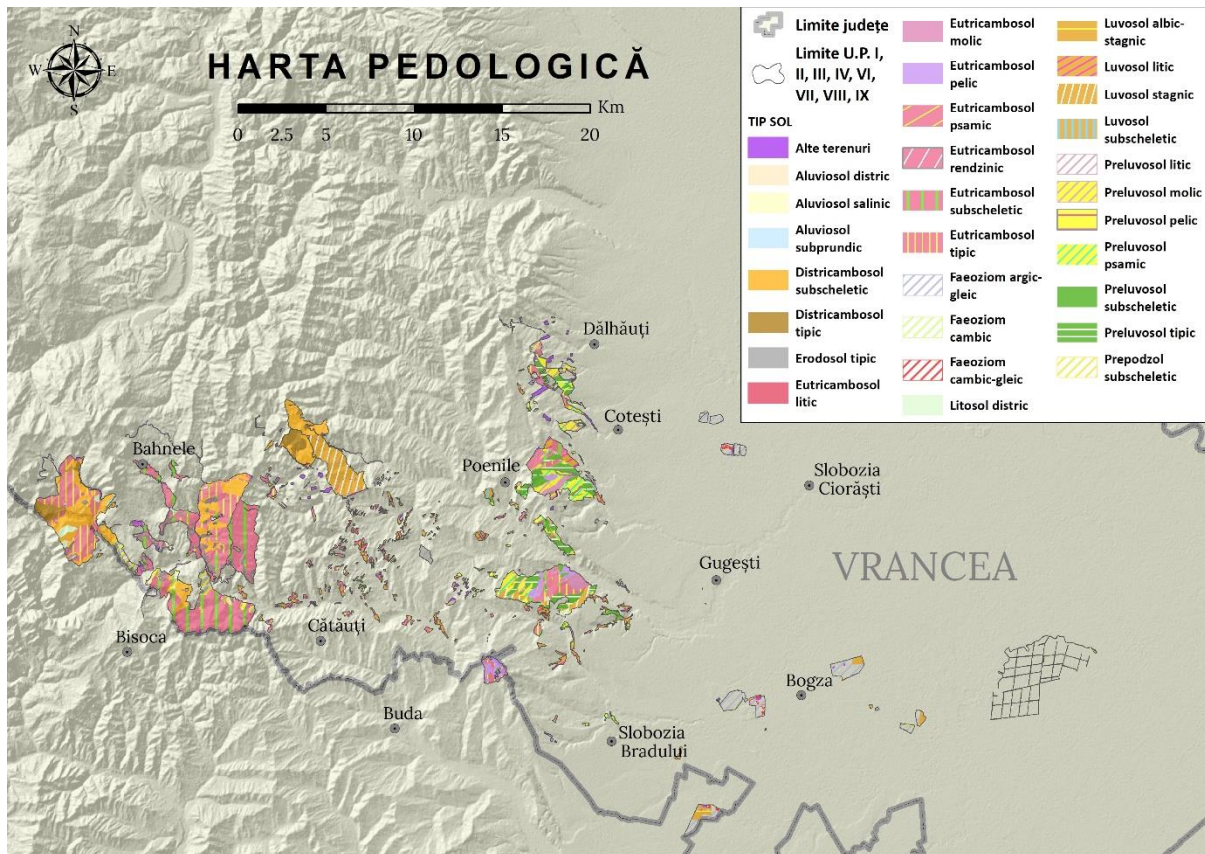 N
W
E
S
HARTA PEDOLOGICĂ
Km
0 2.5 5 10 15 20
Limite județe
Limite U.P. I,
II, III, IV, VI,
VII, VIII, IX
TIP SOL
Alte terenuri
Aluviosol distric
Aluviosol salinic
Aluviosol
subprundic
Districambosol
subscheletic
Districambosol
tipic
Erodosol tipic
Eutricambosol
litic
Eutricambosol
molic
Eutricambosol
pelic
Eutricambosol
psamic
Eutricambosol
rendzinic
Eutricambosol
subscheletic
Eutricambosol
tipic
Faeoziom argic-
gleic
Faeoziom
cambic
Faeoziom
cambic-gleic
Litosol distric
Luvosol albic-
stagnic
Luvosol litic
Luvosol stagnic
Luvosol
subscheletic
Preluvosol litic
Preluvosol molic
Preluvosol pelic
Preluvosol
psamic
Preluvosol
subscheletic
Preluvosol tipic
Prepodzol
subscheletic
Dălhăuți
Cotești
Bahnele
Poenile
Slobozia
Ciorăști
Gugești
VRANCEA
Bisoca
Cătăuți
Bogza
Buda
Slobozia
Bradului